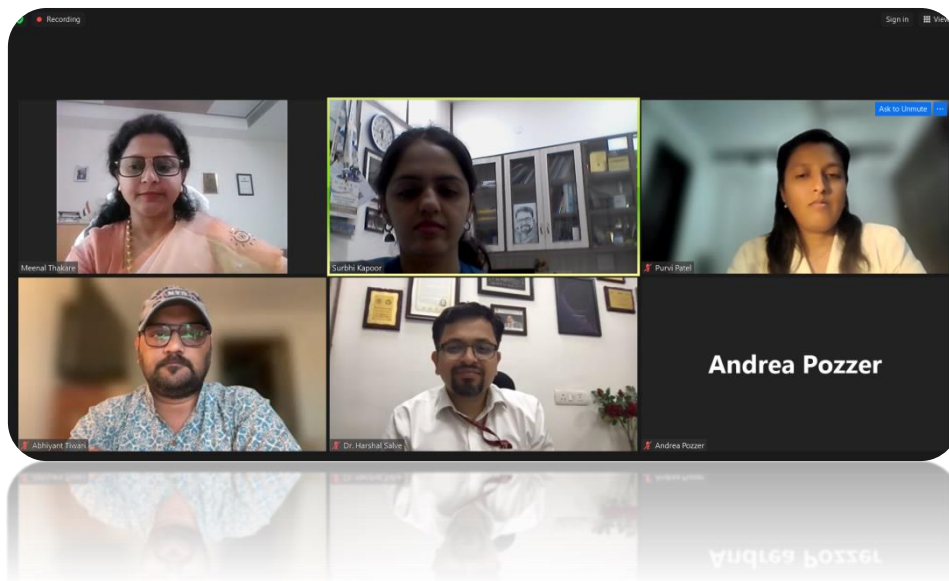 Recording
Sign in
View
Ask to Unmute
Meenal Thakare
Surbhi Kapoor
Purvi Patel
Andrea Pozzer
Abhiyant Tiwari
Dr. Harshal Salve
Andrea Pozzer